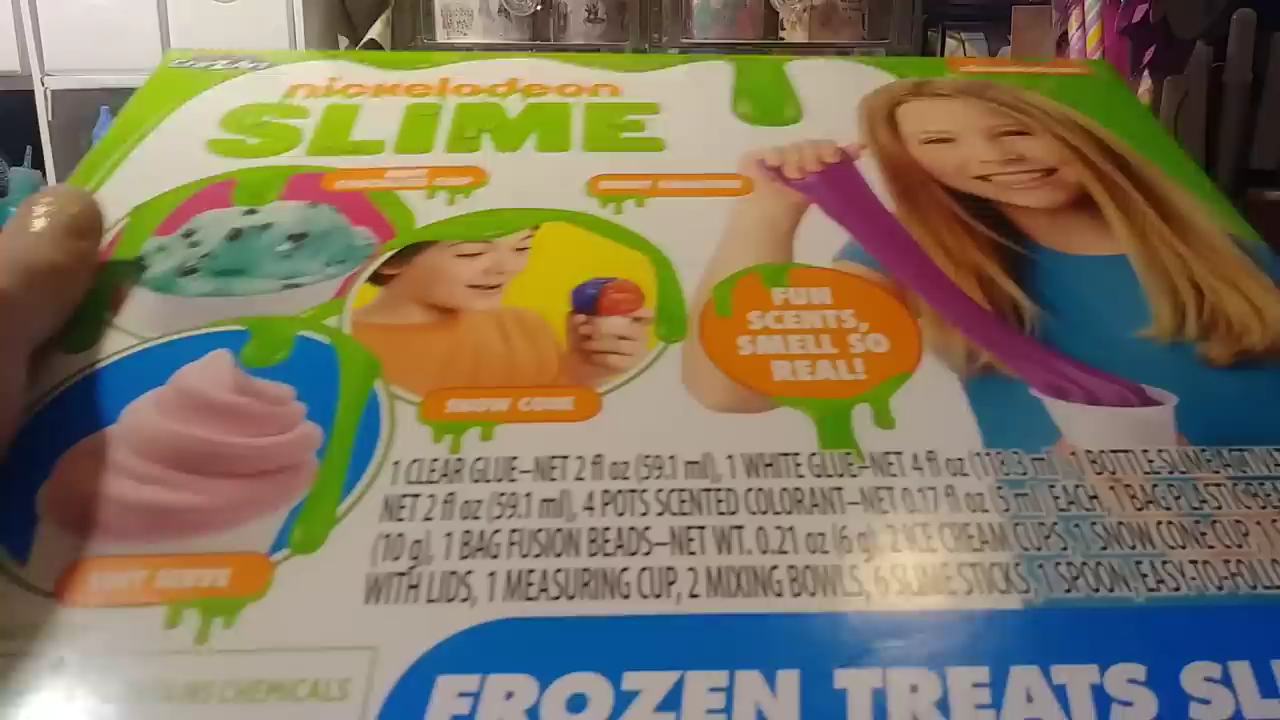 nickelodeon
SLIME
FUN
SCENTS,
SMELL SO
REAL!
SNOW CONE
SOFT SERVE
1 CLEAR GLUE–NET 2 fl oz (59.1 ml), 1 WHITE GLUE–NET 4 fl oz (118.3 ml), 1 BOTTLE SLIME
NET 2 fl oz (59.1 ml), 4 POTS SCENTED COLORANT–NET 0.17 fl oz (5 ml) EACH, 1 BAG PLASTIC
(10 g), 1 BAG FUSION BEADS–NET WT. 0.21 oz (6 g), 2 ICE CREAM CUPS, 1 SNOW CONE CUP, 1
WITH LIDS, 1 MEASURING CUP, 2 MIXING BOWLS, 6 SLIME STICKS, 1 SPOON, EASY-TO-FOLLO
CHEMICALS
FROZEN TREATS SLI